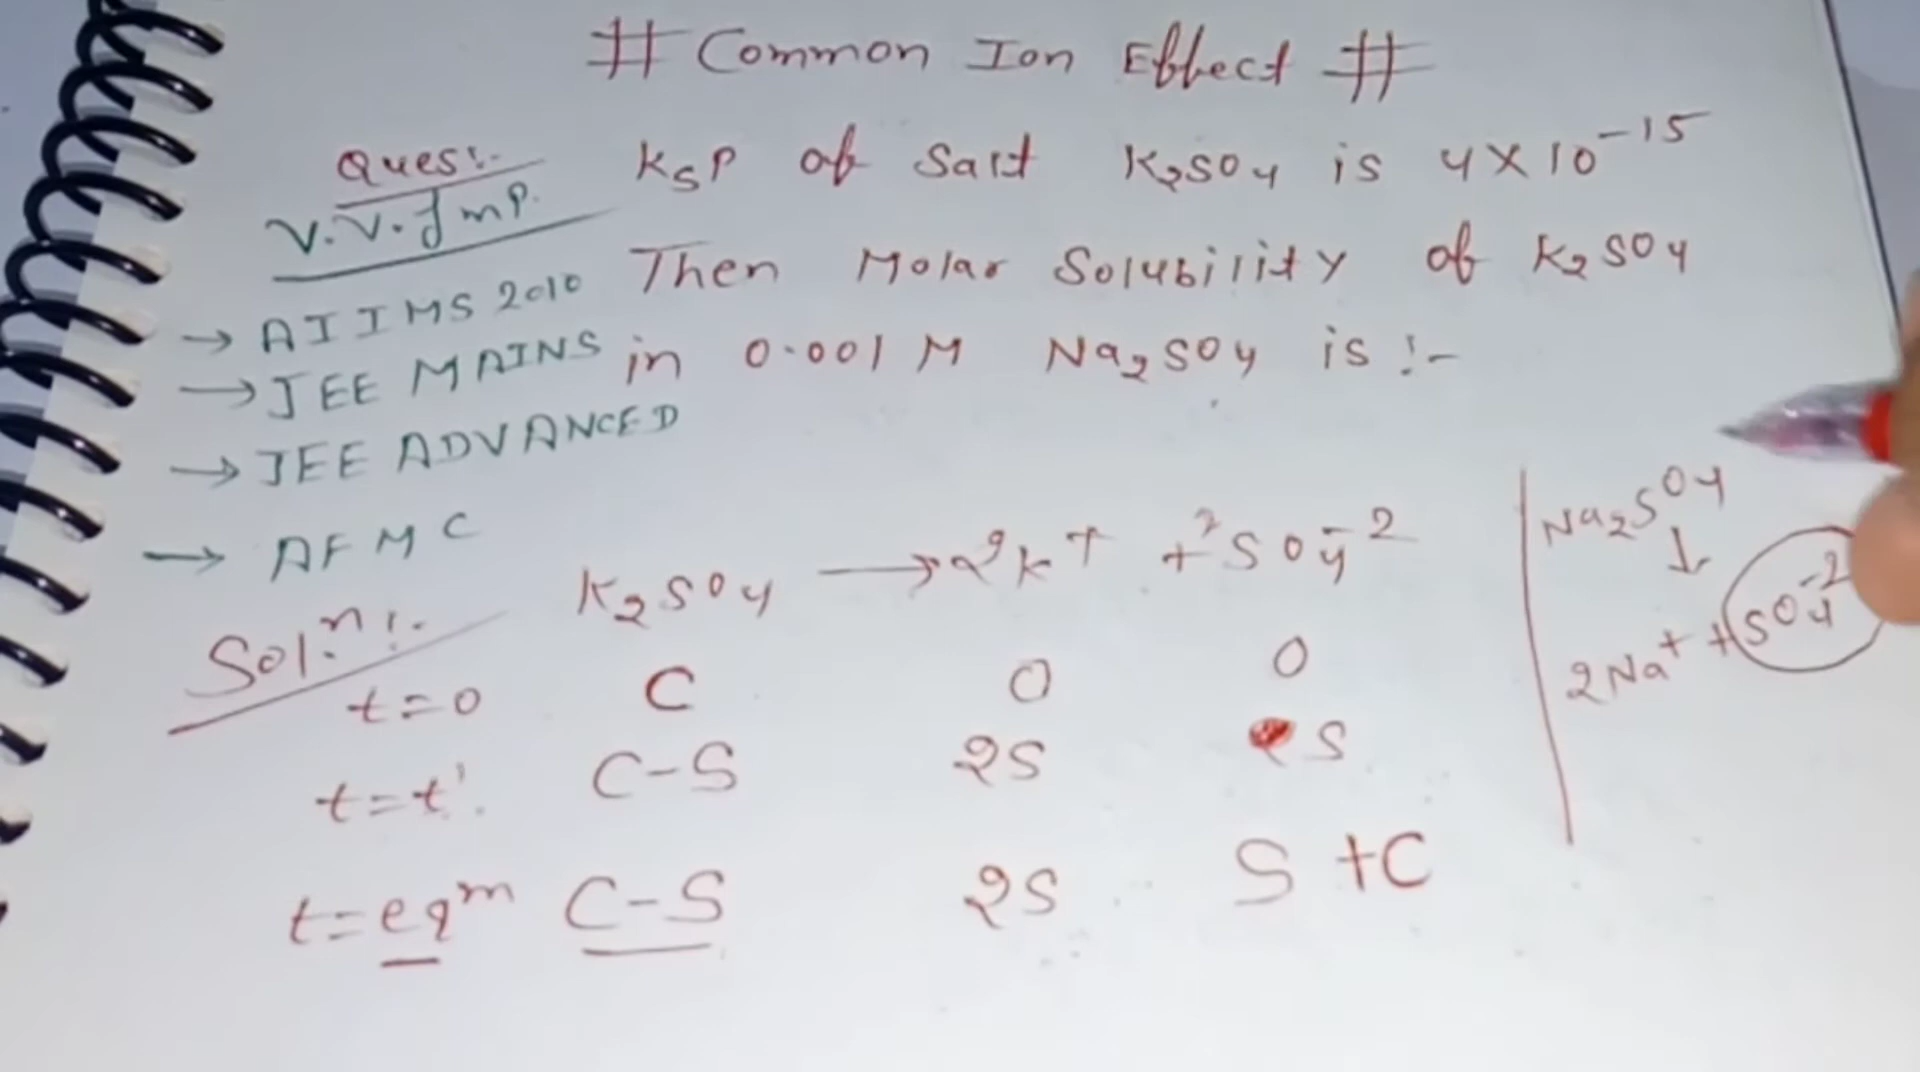 # Common Ion Effect #
Ques:- Ksp of Salt K₂SO₄ is 4×10⁻¹⁵
V.V.Imp.
Then Molar Solubility of K₂SO₄
→ AIIMS 2010
in 0.001 M Na₂SO₄ is :-
→ JEE MAINS
→ JEE ADVANCED
→ AFMC
Solⁿ:- K₂SO₄ → 2K⁺ + SO₄⁻²
t=0 C 0 0
t=t' C-S 2S S
t=eqᵐ C-S 2S S+C
Na₂SO₄
↓
2Na⁺ + SO₄⁻²